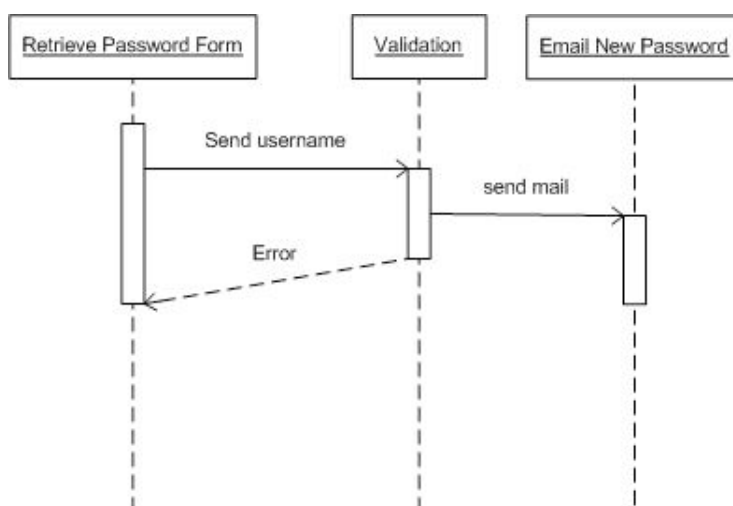 Retrieve Password Form
Validation
Email New Password
Send username
send mail
Error